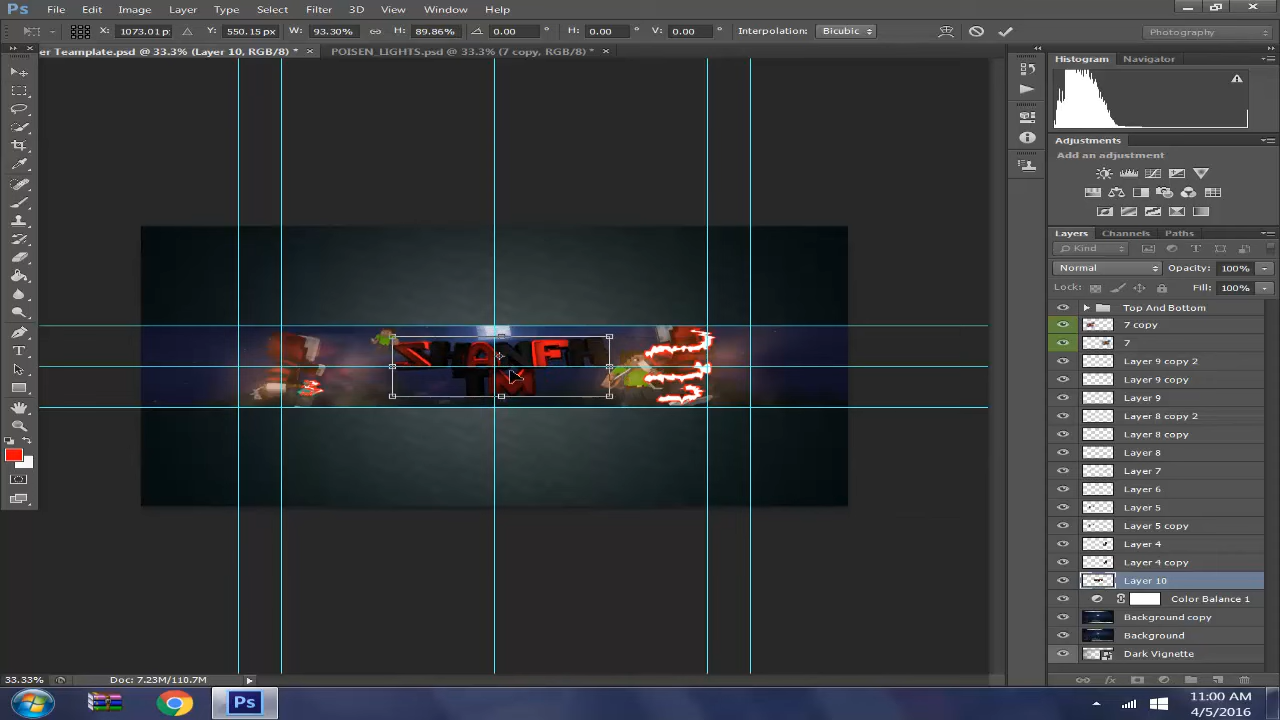 Ps File Edit Image Layer Type Select Filter 3D View Window Help
X: 1073.01 p Y: 550.15 px W: 93.30% H: 89.86% 0.00 ° H: 0.00 ° V: 0.00 ° Interpolation: Bicubic Photography
er Teamplate.psd @ 33.3% (Layer 10, RGB/8) * × POISEN_LIGHTS.psd @ 33.3% (7 copy, RGB/8) * ×
Histogram Navigator
Adjustments
Add an adjustment
Layers Channels Paths
Kind
Normal Opacity: 100%
Lock: Fill: 100%
Top And Bottom
7 copy
7
Layer 9 copy 2
Layer 9 copy
Layer 9
Layer 8 copy 2
Layer 8 copy
Layer 8
Layer 7
Layer 6
Layer 5
Layer 5 copy
Layer 4
Layer 4 copy
Layer 10
Color Balance 1
Background copy
Background
Dark Vignette
33.33% Doc: 7.23M/110.7M
Ps
11:00 AM
4/5/2016